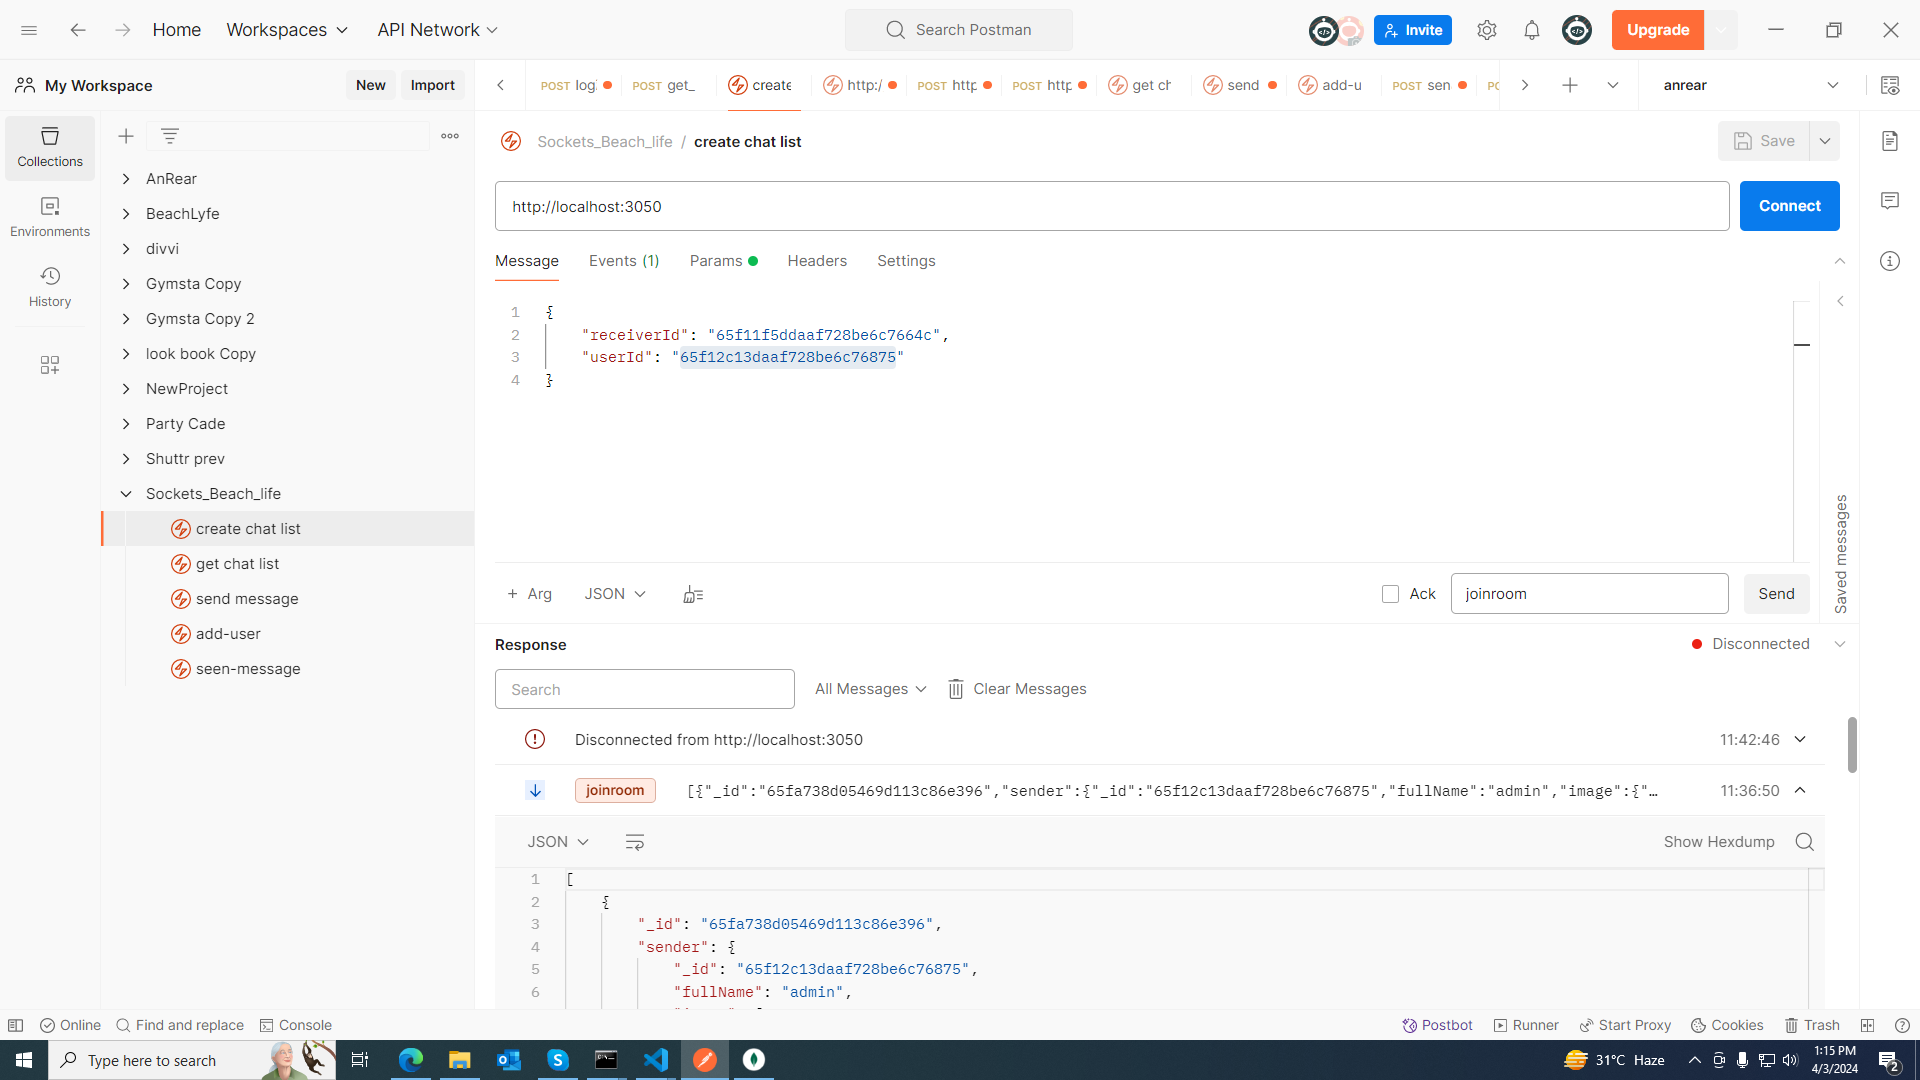 Home
Workspaces
API Network
Search Postman
Invite
Upgrade
My Workspace
New
Import
POST log
POST get_
create
http:/
POST http
POST http
get ch
send
add-u
POST sen
anrear
Collections
Environments
History
AnRear
BeachLyfe
divvi
Gymsta Copy
Gymsta Copy 2
look book Copy
NewProject
Party Cade
Shuttr prev
Sockets_Beach_life
create chat list
get chat list
send message
add-user
seen-message
Sockets_Beach_life / create chat list
Save
http://localhost:3050
Connect
Message
Events (1)
Params
Headers
Settings
1 {
2 "receiverId": "65f11f5ddaaf728be6c7664c",
3 "userId": "65f12c13daaf728be6c76875"
4 }
Saved messages
+ Arg
JSON
Ack
joinroom
Send
Response
Disconnected
Search
All Messages
Clear Messages
Disconnected from http://localhost:3050
11:42:46
joinroom
[{"_id":"65fa738d05469d113c86e396","sender":{"_id":"65f12c13daaf728be6c76875","fullName":"admin","image":{"…
11:36:50
JSON
Show Hexdump
1 [
2 {
3 "_id": "65fa738d05469d113c86e396",
4 "sender": {
5 "_id": "65f12c13daaf728be6c76875",
6 "fullName": "admin",
Online
Find and replace
Console
Postbot
Runner
Start Proxy
Cookies
Trash
Type here to search
31°C Haze
1:15 PM
4/3/2024
2